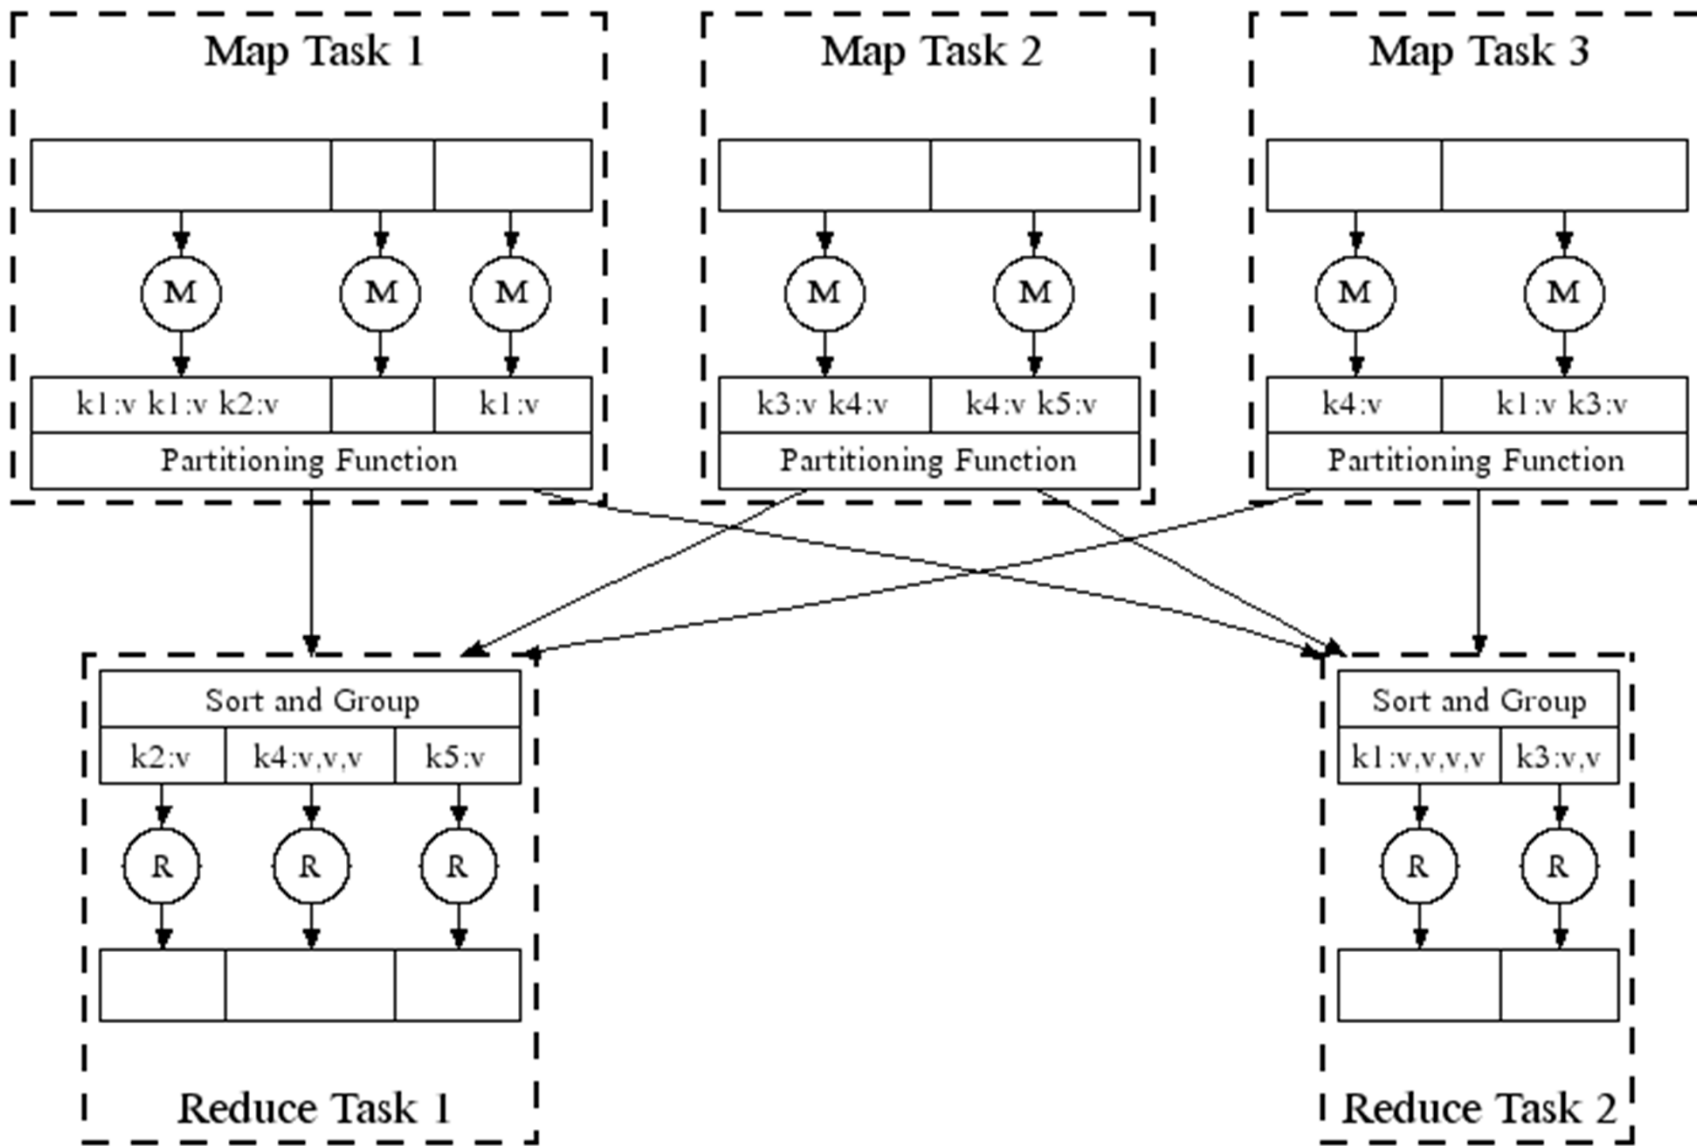 Map Task 1
Map Task 2
Map Task 3
M
M
M
M
M
M
M
k1:v k1:v k2:v
k1:v
k3:v k4:v
k4:v k5:v
k4:v
k1:v k3:v
Partitioning Function
Partitioning Function
Partitioning Function
Sort and Group
Sort and Group
k2:v
k4:v,v,v
k5:v
k1:v,v,v,v
k3:v,v
R
R
R
R
R
Reduce Task 1
Reduce Task 2